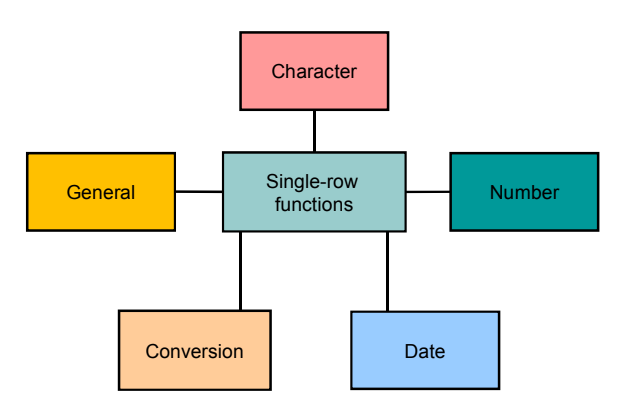 Character
General
Single-row
functions
Number
Conversion
Date